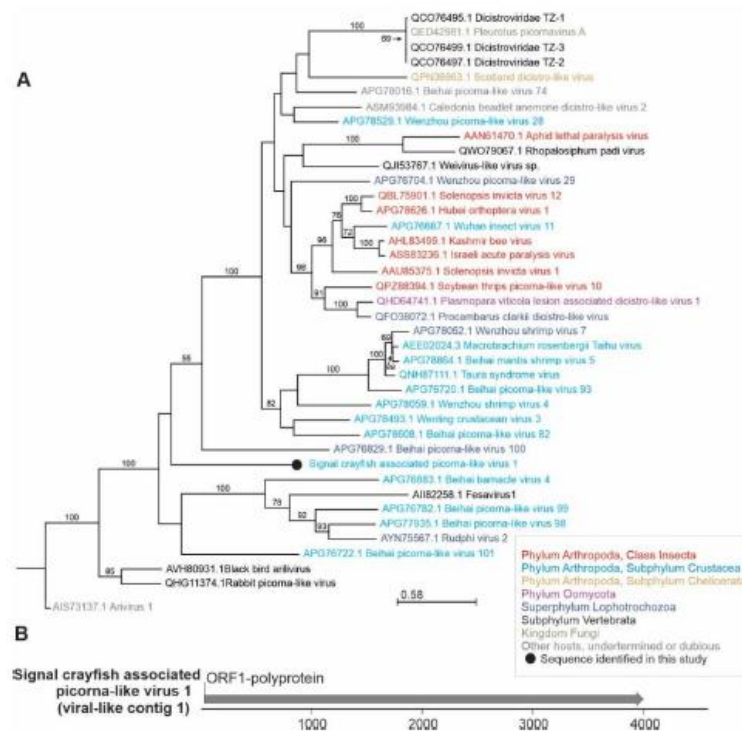 A
100
QCO76495.1 Dicistroviridae TZ-1
QED42981.1 Pleurotus picornavirus A
69
QCO76499.1 Dicistroviridae TZ-3
QCO76497.1 Dicistroviridae TZ-2
Scotland dicistro-like virus
APG78016.1 Beihai picorna-like virus 74
ASM93984.1 Caledonia beadlet anemone dicistro-like virus 2
APG78529.1 Wenzhou picorna-like virus 28
AAN61470.1 Aphid lethal paralysis virus
100
QWO79067.1 Rhopalosiphum padi virus
QJI53767.1 Weivirus-like virus sp.
APG76704.1 Wenzhou picorna-like virus 29
QBL75901.1 Solenopsis invicta virus 12
100
APG78626.1 Hubei orthoptera virus 1
76
APG76667.1 Wuhan insect virus 11
72
AHL83499.1 Kashmir bee virus
96
100
ASS83236.1 Israeli acute paralysis virus
AAU85375.1 Solenopsis invicta virus 1
98
QPZ88394.1 Soybean thrips picorna-like virus 10
91
QHD64741.1 Plasmopara viticola lesion associated dicistro-like virus 1
100
QFO38072.1 Procambarus clarkii dicistro-like virus
100
APG78062.1 Wenzhou shrimp virus 7
AEE02024.3 Macrobrachium rosenbergii Taihu virus
100
APG78864.1 Beihai mantis shrimp virus 5
QNH87111.1 Taura syndrome virus
100
APG76720.1 Beihai picorna-like virus 93
APG78059.1 Wenzhou shrimp virus 4
82
APG78493.1 Wenling crustacean virus 3
APG78608.1 Beihai picorna-like virus 82
APG76829.1 Beihai picorna-like virus 100
Signal crayfish associated picorna-like virus 1
100
100
APG76883.1 Beihai barnacle virus 4
AII82258.1 Fesavirus1
APG76782.1 Beihai picorna-like virus 99
92
APG77935.1 Beihai picorna-like virus 98
93
AYN75567.1 Rudphi virus 2
100
APG76722.1 Beihai picorna-like virus 101
AVH80931.1Black bird arilivirus
95
QHG11374.1Rabbit picorna-like virus
AIS73137.1 Arivirus 1
0.58
Phylum Arthropoda, Class Insecta
Phylum Arthropoda, Subphylum Crustacea
Phylum Arthropoda, Subphylum Chelicerata
Phylum Oomycota
Superphylum Lophotrochozoa
Subphylum Vertebrata
Kingdom Fungi
Other hosts, undertermined or dubious
Sequence identified in this study
B
Signal crayfish associated
picorna-like virus 1
(viral-like contig 1)
ORF1-polyprotein
1000 2000 3000 4000